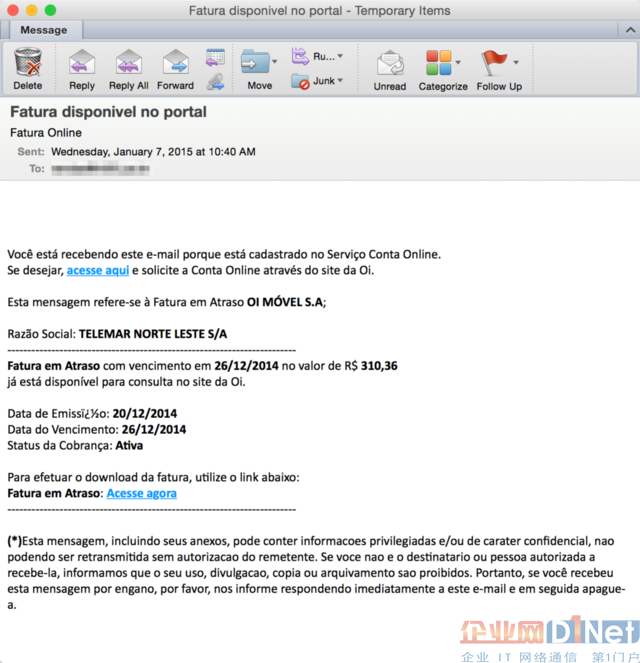 Fatura disponivel no portal - Temporary Items
Message
Delete
Reply
Reply All
Forward
Move
Ru...
Junk
Unread
Categorize
Follow Up
Fatura disponivel no portal
Fatura Online
Sent: Wednesday, January 7, 2015 at 10:40 AM
To:
Você está recebendo este e-mail porque está cadastrado no Serviço Conta Online.
Se desejar, acesse aqui e solicite a Conta Online através do site da Oi.
Esta mensagem refere-se à Fatura em Atraso OI MÓVEL S.A;
Razão Social: TELEMAR NORTE LESTE S/A
------------------------------------------------------------------------
Fatura em Atraso com vencimento em 26/12/2014 no valor de R$ 310,36
já está disponível para consulta no site da Oi.
Data de Emissï¿½o: 20/12/2014
Data do Vencimento: 26/12/2014
Status da Cobrança: Ativa
Para efetuar o download da fatura, utilize o link abaixo:
Fatura em Atraso: Acesse agora
------------------------------------------------------------------------
(*)Esta mensagem, incluindo seus anexos, pode conter informacoes privilegiadas e/ou de carater confidencial, nao
podendo ser retransmitida sem autorizacao do remetente. Se voce nao e o destinatario ou pessoa autorizada a
recebe-la, informamos que o seu uso, divulgacao, copia ou arquivamento sao proibidos. Portanto, se você recebeu
esta mensagem por engano, por favor, nos informe respondendo imediatamente a este e-mail e em seguida apague-
a.
企业网D1Net
企业 IT 网络通信 第1门户